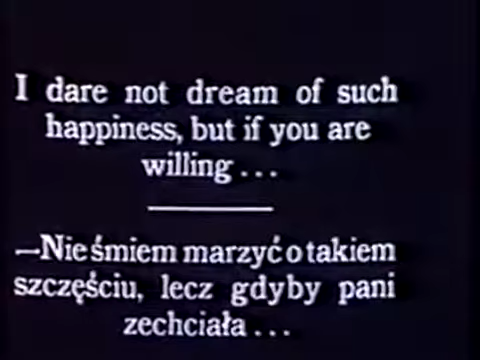 I dare not dream of such
happiness, but if you are
willing...
—Nie śmiem marzyć o takiem
szczęściu, lecz gdyby pani
zechciała...